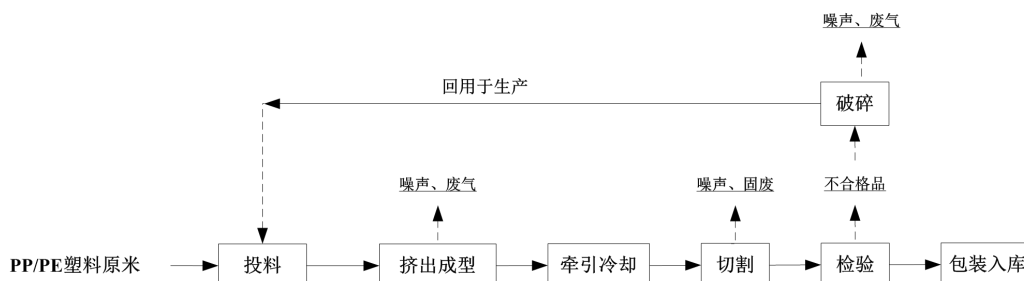 噪声、废气
回用于生产
破碎
噪声、废气
噪声、固废
不合格品
PP/PE塑料原米
投料
挤出成型
牵引冷却
切割
检验
包装入库